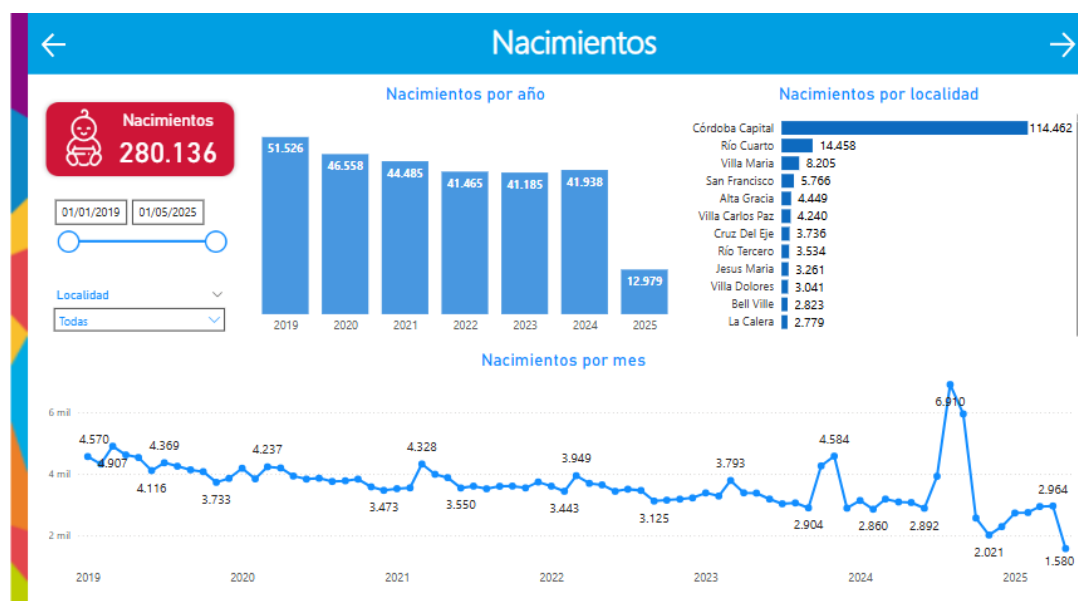 Nacimientos
Nacimientos
280.136
01/01/2019 01/05/2025
Localidad
Todas
Nacimientos por año
51.526
46.558
44.485
41.465
41.185
41.938
12.979
2019 2020 2021 2022 2023 2024 2025
Nacimientos por localidad
Córdoba Capital 114.462
Río Cuarto 14.458
Villa Maria 8.205
San Francisco 5.766
Alta Gracia 4.449
Villa Carlos Paz 4.240
Cruz Del Eje 3.736
Río Tercero 3.534
Jesus Maria 3.261
Villa Dolores 3.041
Bell Ville 2.823
La Calera 2.779
Nacimientos por mes
6 mil
4 mil
2 mil
4.570
4.907
4.116
4.369
3.733
4.237
3.473
4.328
3.550
3.443
3.949
3.125
3.793
2.904
4.584
2.860
2.892
6.910
2.021
2.964
1.580
2019 2020 2021 2022 2023 2024 2025